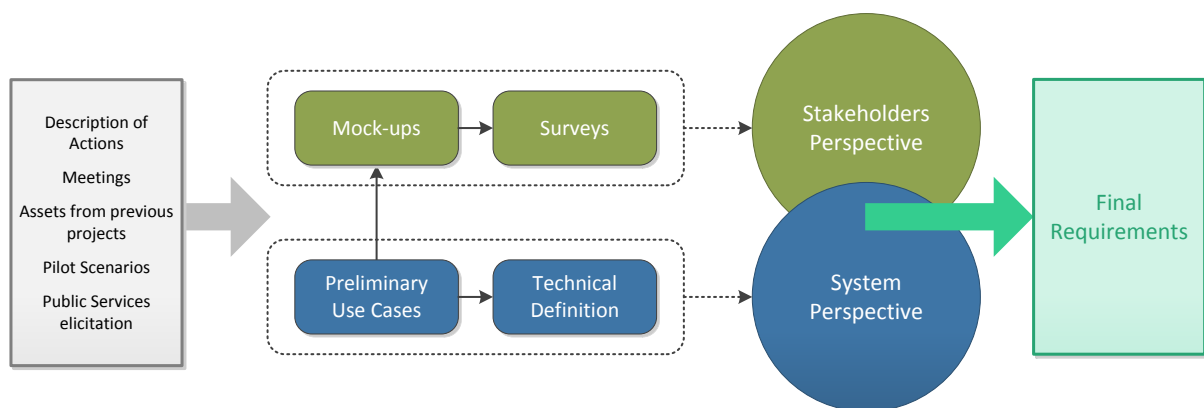 Description of
Actions
Meetings
Assets from previous
projects
Pilot Scenarios
Public Services
elicitation
Mock-ups
Surveys
Preliminary
Use Cases
Technical
Definition
Stakeholders
Perspective
System
Perspective
Final
Requirements